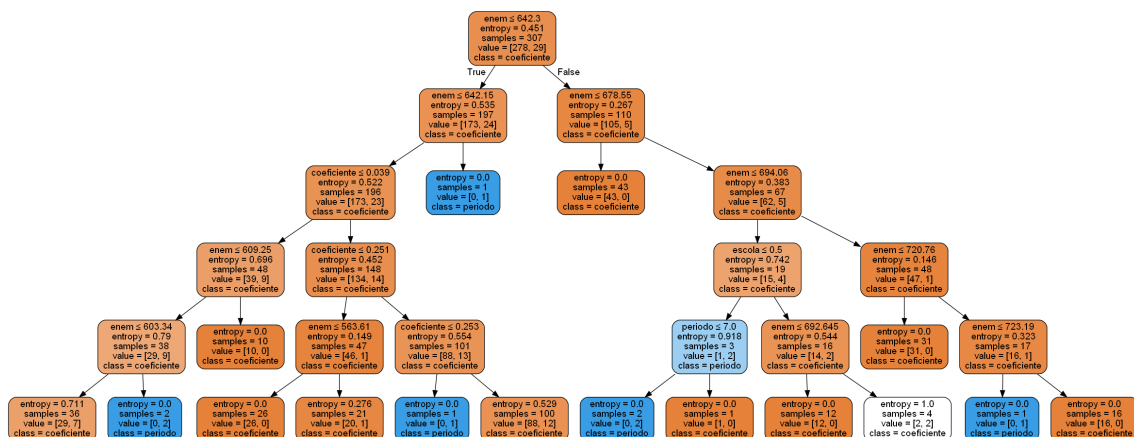 enem ≤ 642.3
entropy = 0.451
samples = 307
value = [278, 29]
class = coeficiente
True
False
enem ≤ 642.15
entropy = 0.535
samples = 197
value = [173, 24]
class = coeficiente
enem ≤ 678.55
entropy = 0.267
samples = 110
value = [105, 5]
class = coeficiente
coeficiente ≤ 0.039
entropy = 0.522
samples = 196
value = [173, 23]
class = coeficiente
entropy = 0.0
samples = 1
value = [0, 1]
class = periodo
entropy = 0.0
samples = 43
value = [43, 0]
class = coeficiente
enem ≤ 694.06
entropy = 0.383
samples = 67
value = [62, 5]
class = coeficiente
enem ≤ 609.25
entropy = 0.696
samples = 48
value = [39, 9]
class = coeficiente
coeficiente ≤ 0.251
entropy = 0.452
samples = 148
value = [134, 14]
class = coeficiente
escola ≤ 0.5
entropy = 0.742
samples = 19
value = [15, 4]
class = coeficiente
enem ≤ 720.76
entropy = 0.146
samples = 48
value = [47, 1]
class = coeficiente
enem ≤ 603.34
entropy = 0.79
samples = 38
value = [29, 9]
class = coeficiente
entropy = 0.0
samples = 10
value = [10, 0]
class = coeficiente
enem ≤ 563.61
entropy = 0.149
samples = 47
value = [46, 1]
class = coeficiente
coeficiente ≤ 0.253
entropy = 0.554
samples = 101
value = [88, 13]
class = coeficiente
periodo ≤ 7.0
entropy = 0.918
samples = 3
value = [1, 2]
class = periodo
enem ≤ 692.645
entropy = 0.544
samples = 16
value = [14, 2]
class = coeficiente
entropy = 0.0
samples = 31
value = [31, 0]
class = coeficiente
enem ≤ 723.19
entropy = 0.323
samples = 17
value = [16, 1]
class = coeficiente
entropy = 0.711
samples = 36
value = [29, 7]
class = coeficiente
entropy = 0.0
samples = 2
value = [0, 2]
class = periodo
entropy = 0.0
samples = 26
value = [26, 0]
class = coeficiente
entropy = 0.276
samples = 21
value = [20, 1]
class = coeficiente
entropy = 0.0
samples = 1
value = [0, 1]
class = periodo
entropy = 0.529
samples = 100
value = [88, 12]
class = coeficiente
entropy = 0.0
samples = 2
value = [0, 2]
class = periodo
entropy = 0.0
samples = 1
value = [1, 0]
class = coeficiente
entropy = 0.0
samples = 12
value = [12, 0]
class = coeficiente
entropy = 1.0
samples = 4
value = [2, 2]
class = coeficiente
entropy = 0.0
samples = 1
value = [0, 1]
class = periodo
entropy = 0.0
samples = 16
value = [16, 0]
class = coeficiente